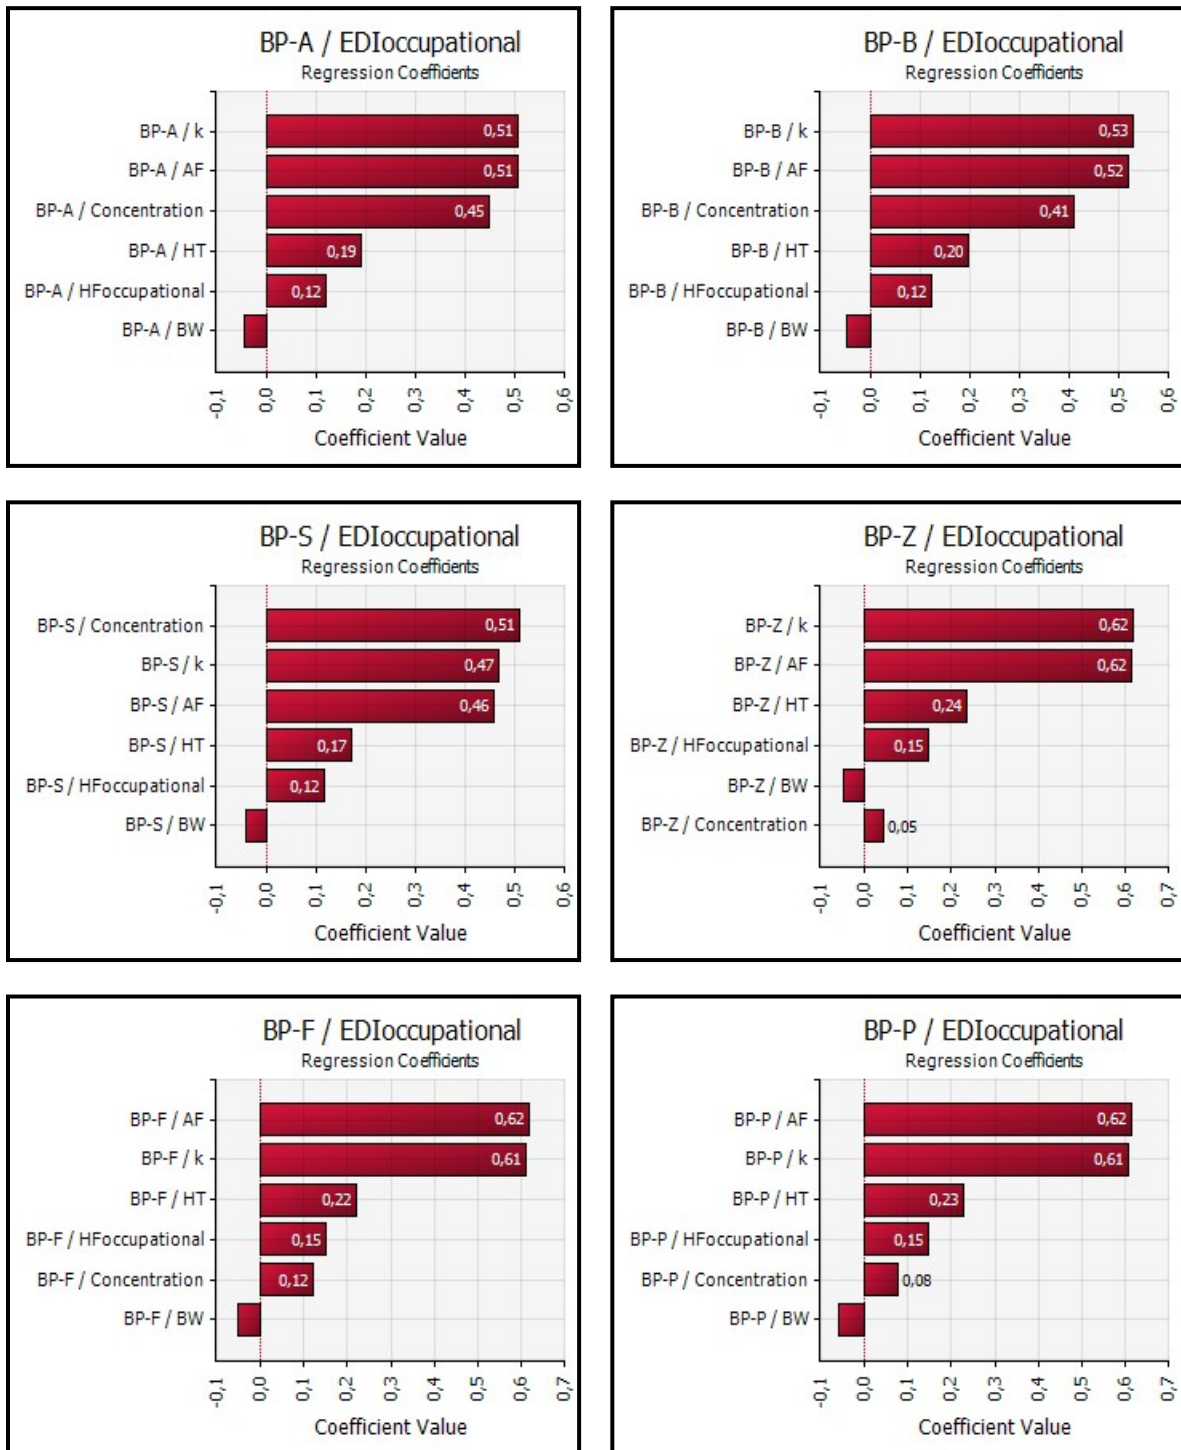 BP-A / EDIoccupational
Regression Coefficients
BP-A / k
0,51
BP-A / AF
0,51
BP-A / Concentration
0,45
BP-A / HT
0,19
BP-A / HFoccupational
0,12
BP-A / BW
-0,1 0,0 0,1 0,2 0,3 0,4 0,5 0,6
Coefficient Value
BP-B / EDIoccupational
Regression Coefficients
BP-B / k
0,53
BP-B / AF
0,52
BP-B / Concentration
0,41
BP-B / HT
0,20
BP-B / HFoccupational
0,12
BP-B / BW
-0,1 0,0 0,1 0,2 0,3 0,4 0,5 0,6
Coefficient Value
BP-S / EDIoccupational
Regression Coefficients
BP-S / Concentration
0,51
BP-S / k
0,47
BP-S / AF
0,46
BP-S / HT
0,17
BP-S / HFoccupational
0,12
BP-S / BW
-0,1 0,0 0,1 0,2 0,3 0,4 0,5 0,6
Coefficient Value
BP-Z / EDIoccupational
Regression Coefficients
BP-Z / k
0,62
BP-Z / AF
0,62
BP-Z / HT
0,24
BP-Z / HFoccupational
0,15
BP-Z / BW
BP-Z / Concentration
0,05
-0,1 0,0 0,1 0,2 0,3 0,4 0,5 0,6 0,7
Coefficient Value
BP-F / EDIoccupational
Regression Coefficients
BP-F / AF
0,62
BP-F / k
0,61
BP-F / HT
0,22
BP-F / HFoccupational
0,15
BP-F / Concentration
0,12
BP-F / BW
-0,1 0,0 0,1 0,2 0,3 0,4 0,5 0,6 0,7
Coefficient Value
BP-P / EDIoccupational
Regression Coefficients
BP-P / AF
0,62
BP-P / k
0,61
BP-P / HT
0,23
BP-P / HFoccupational
0,15
BP-P / Concentration
0,08
BP-P / BW
-0,1 0,0 0,1 0,2 0,3 0,4 0,5 0,6 0,7
Coefficient Value